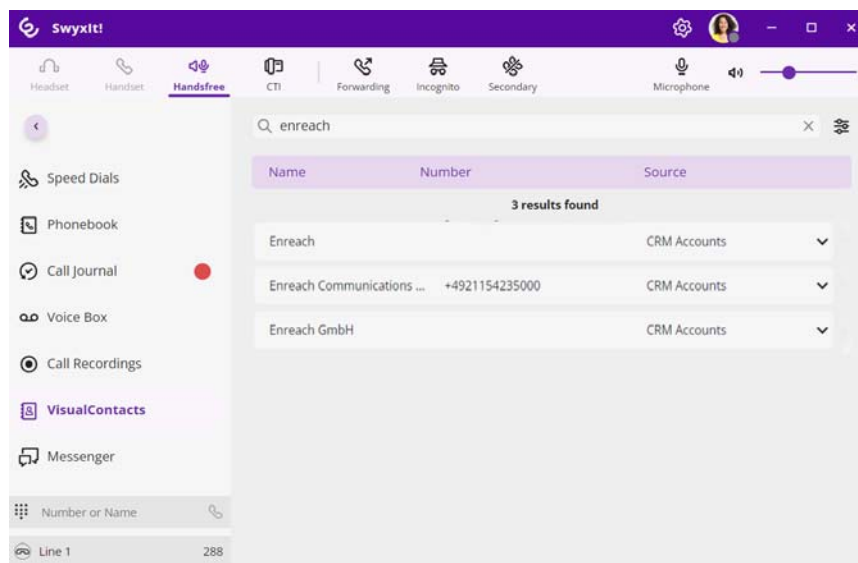 SwyxIt!
Headset Handset Handsfree CTI Forwarding Incognito Secondary Microphone
enreach
Name Number Source
3 results found
Enreach CRM Accounts
Enreach Communications ... +4921154235000 CRM Accounts
Enreach GmbH CRM Accounts
Speed Dials
Phonebook
Call Journal
Voice Box
Call Recordings
VisualContacts
Messenger
Number or Name
Line 1 288